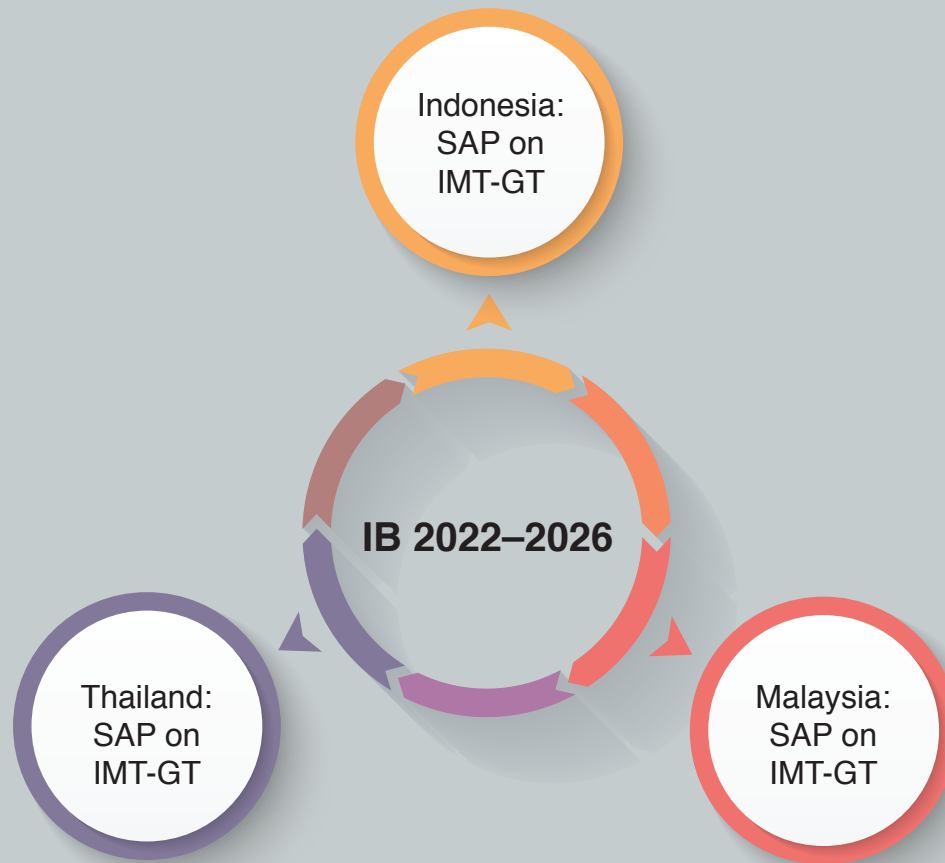 Indonesia:
SAP on
IMT-GT
IB 2022–2026
Thailand:
SAP on
IMT-GT
Malaysia:
SAP on
IMT-GT